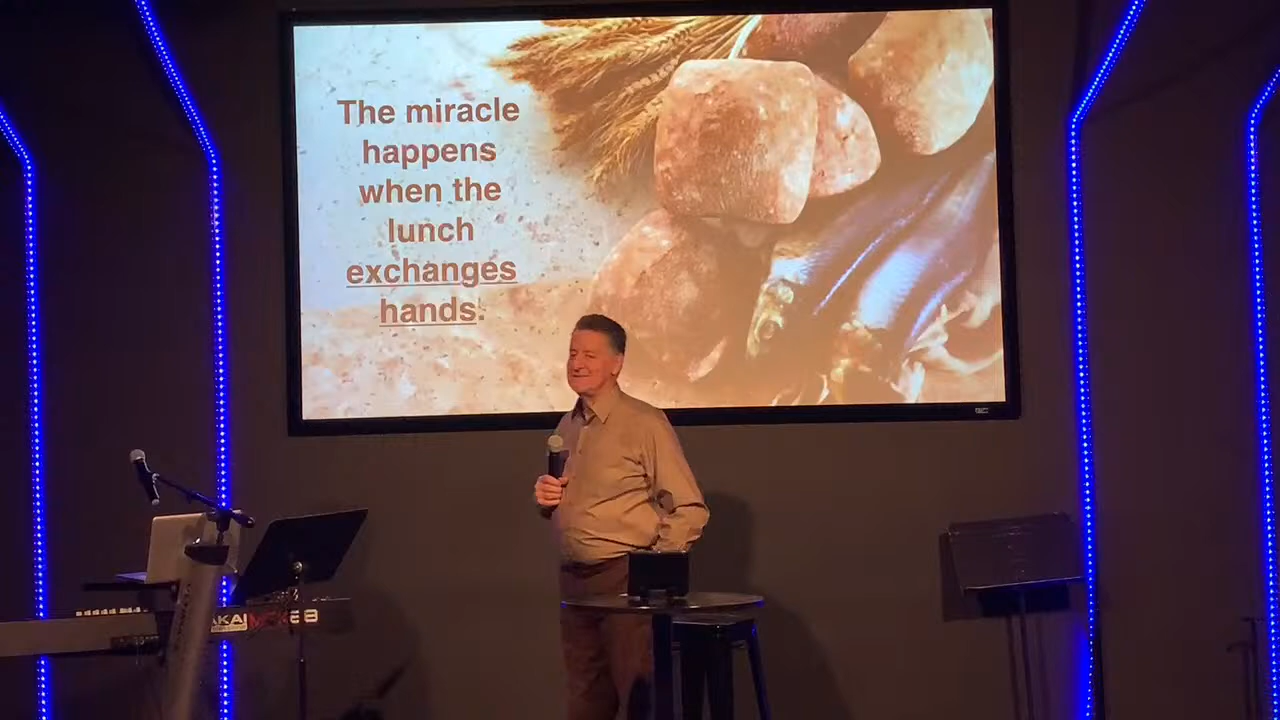 The miracle
happens
when the
lunch
exchanges
hands.
AKAI